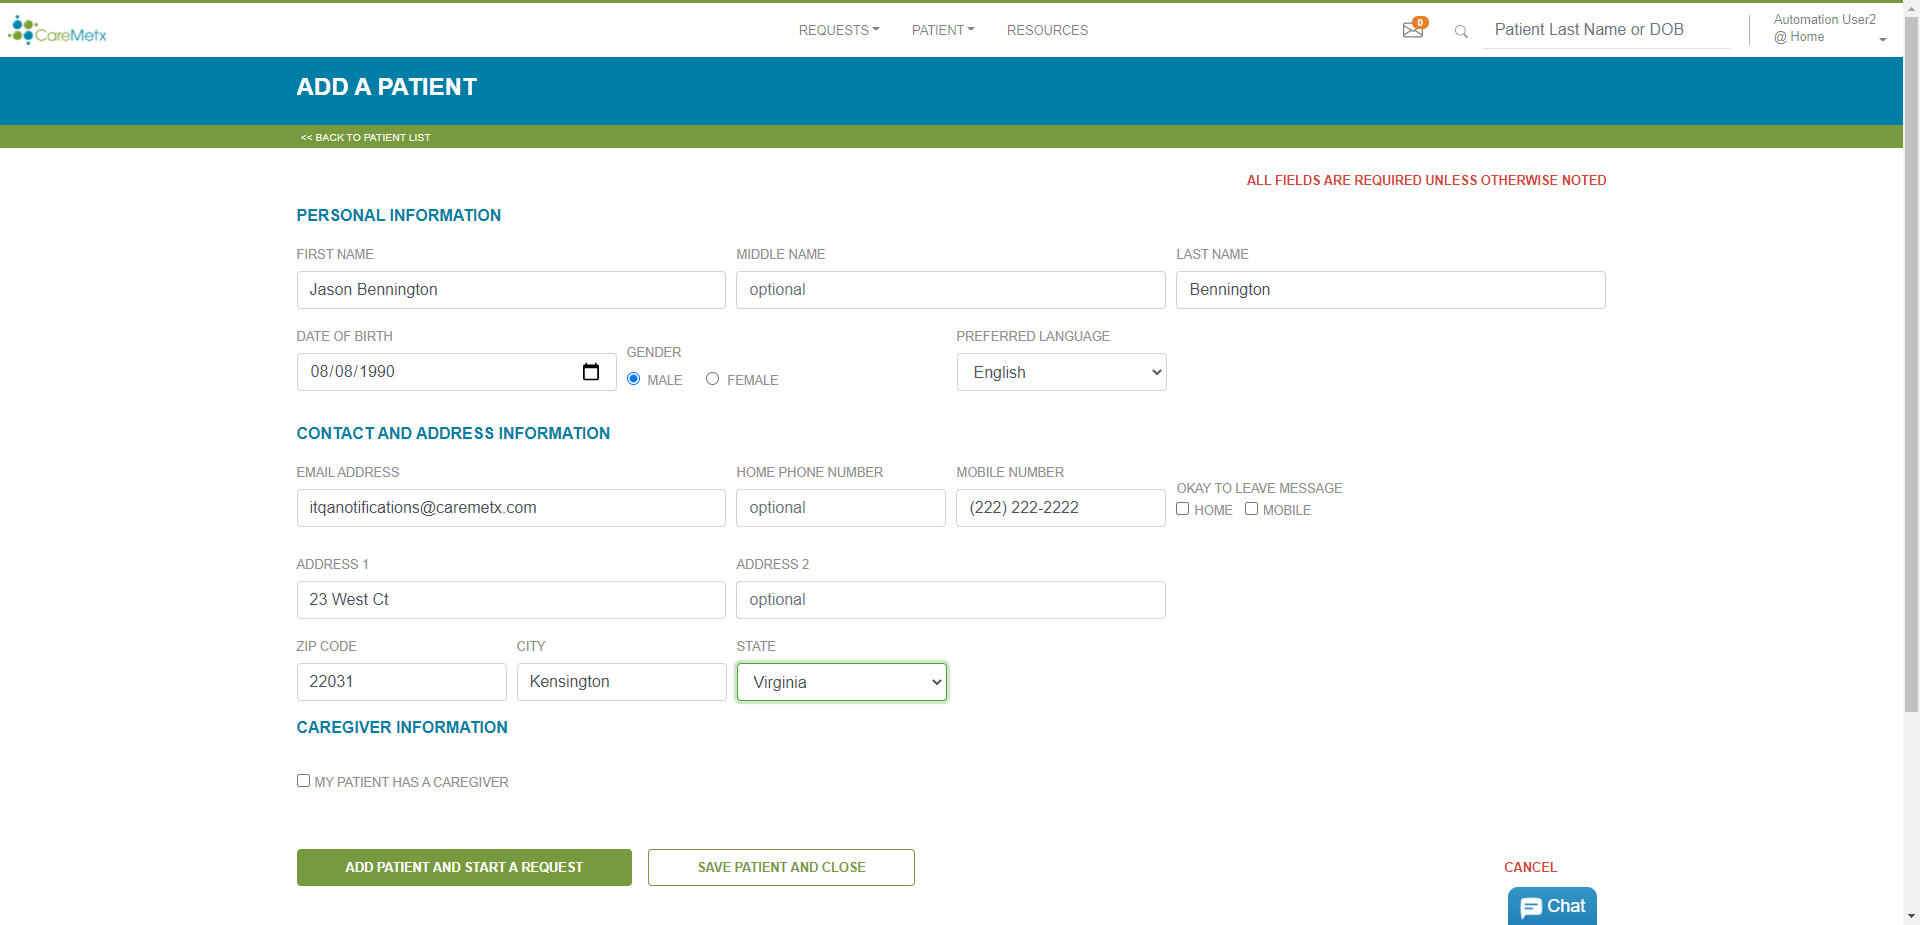 CareMetx
REQUESTS
PATIENT
RESOURCES
0
Patient Last Name or DOB
Automation User2
@ Home
ADD A PATIENT
<< BACK TO PATIENT LIST
ALL FIELDS ARE REQUIRED UNLESS OTHERWISE NOTED
PERSONAL INFORMATION
FIRST NAME
MIDDLE NAME
LAST NAME
Jason Bennington
optional
Bennington
DATE OF BIRTH
GENDER
PREFERRED LANGUAGE
08/08/1990
MALE
FEMALE
English
CONTACT AND ADDRESS INFORMATION
EMAIL ADDRESS
HOME PHONE NUMBER
MOBILE NUMBER
OKAY TO LEAVE MESSAGE
itqanotifications@caremetx.com
optional
(222) 222-2222
HOME
MOBILE
ADDRESS 1
ADDRESS 2
23 West Ct
optional
ZIP CODE
CITY
STATE
22031
Kensington
Virginia
CAREGIVER INFORMATION
MY PATIENT HAS A CAREGIVER
ADD PATIENT AND START A REQUEST
SAVE PATIENT AND CLOSE
CANCEL
Chat